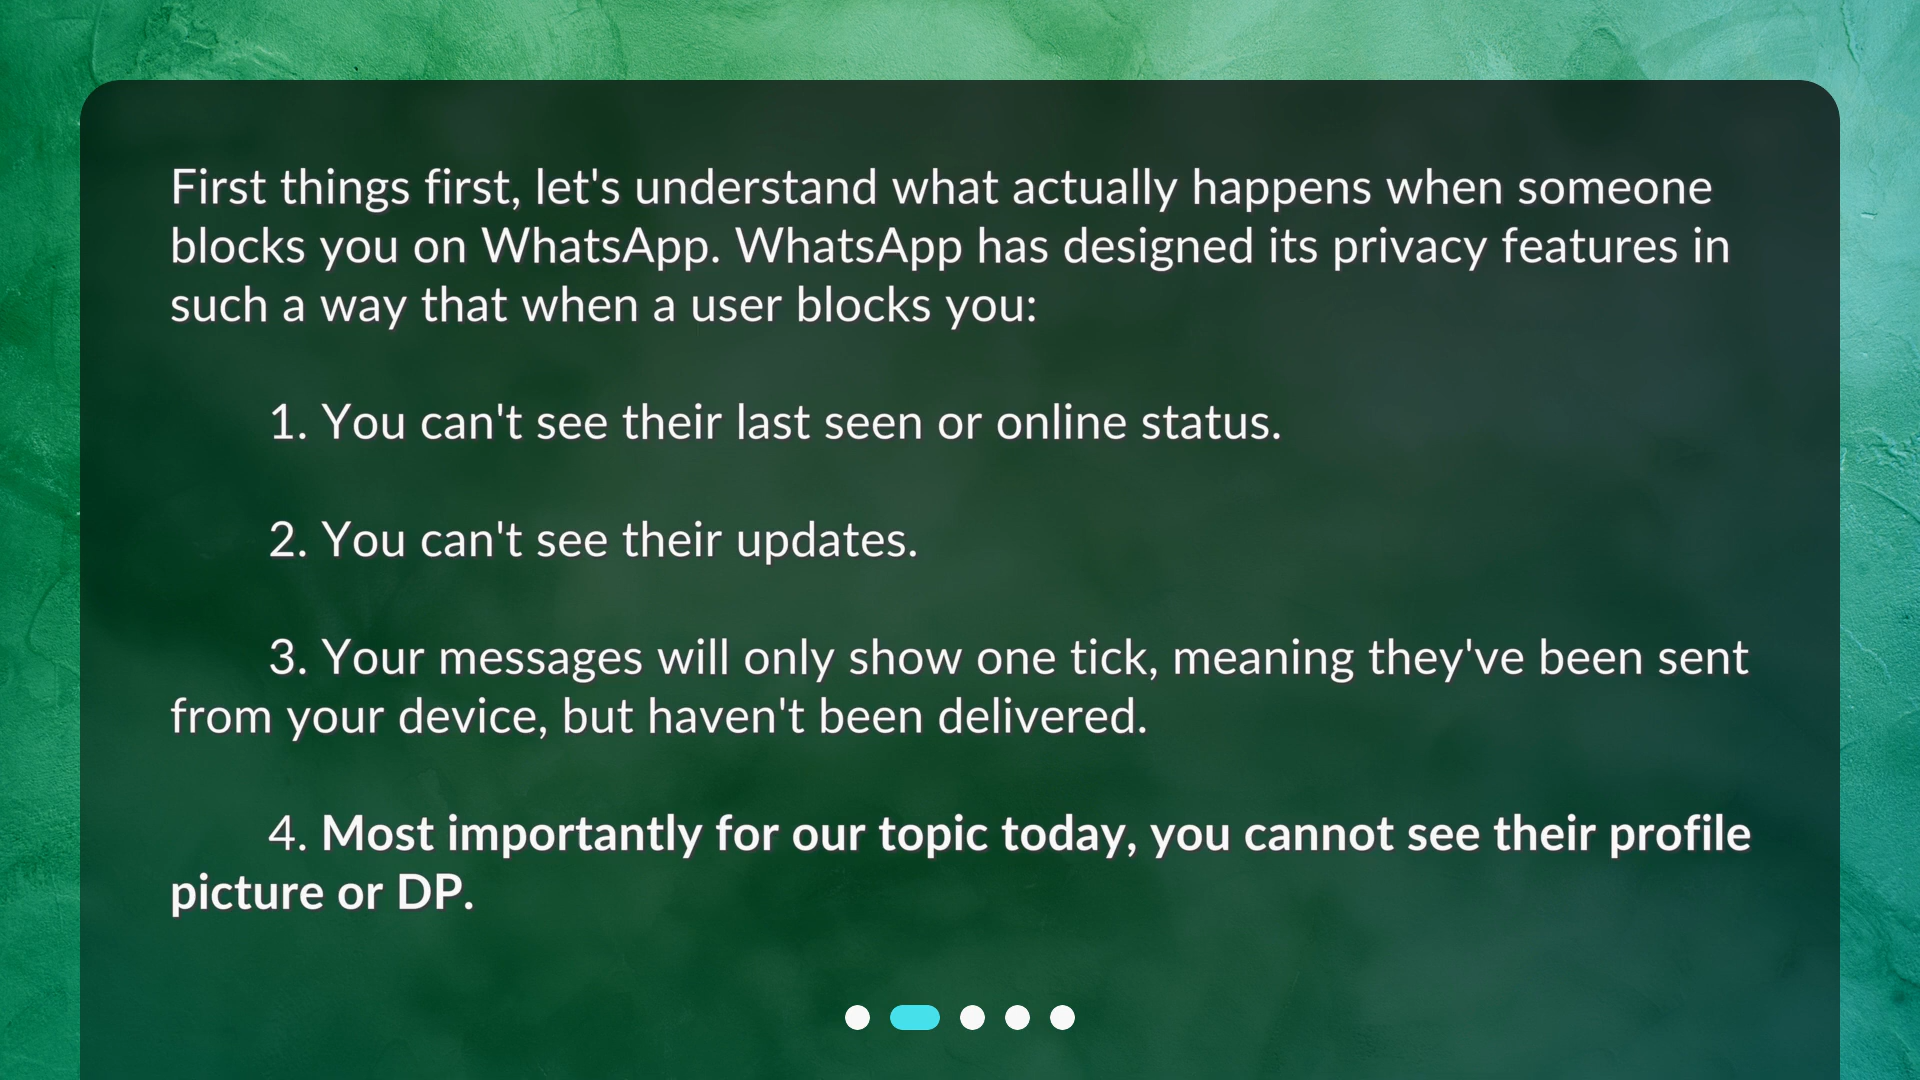 First things first, let's understand what actually happens when someone
blocks you on WhatsApp. WhatsApp has designed its privacy features in
such a way that when a user blocks you:
1. You can't see their last seen or online status.
2. You can't see their updates.
3. Your messages will only show one tick, meaning they've been sent
from your device, but haven't been delivered.
4. Most importantly for our topic today, you cannot see their profile
picture or DP.